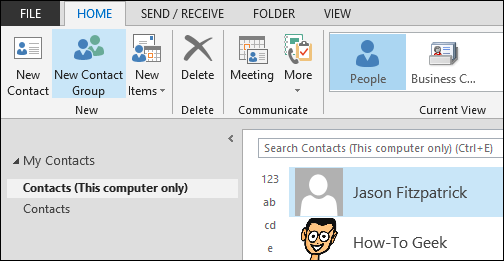 FILE HOME SEND / RECEIVE FOLDER VIEW
New Contact
New Contact Group
New Items
Delete
Meeting
More
People
Business C...
New Delete Communicate Current View
My Contacts
Contacts (This computer only)
Contacts
Search Contacts (This computer only) (Ctrl+E)
123
ab
cd
e
Jason Fitzpatrick
How-To Geek